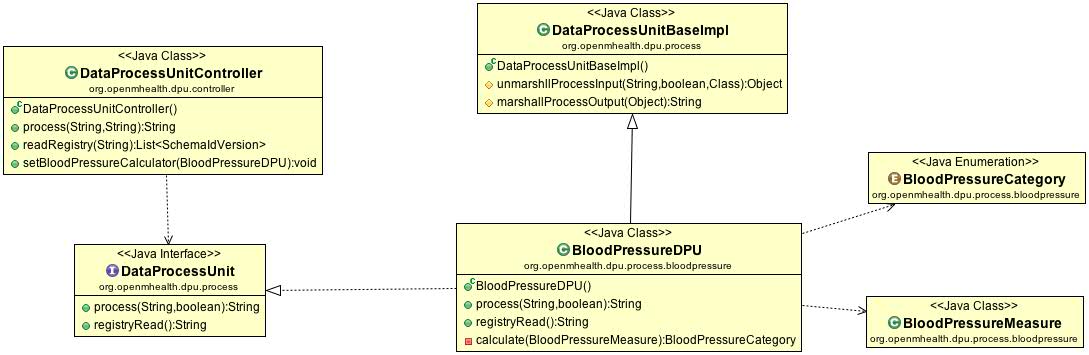 <<Java Class>>
DataProcessUnitController
org.openmhealth.dpu.controller
DataProcessUnitController()
process(String,String):String
readRegistry(String):List<SchemaIdVersion>
setBloodPressureCalculator(BloodPressureDPU):void
<<Java Class>>
DataProcessUnitBaseImpl
org.openmhealth.dpu.process
DataProcessUnitBaseImpl()
unmarshllProcessInput(String,boolean,Class):Object
marshallProcessOutput(Object):String
<<Java Enumeration>>
BloodPressureCategory
org.openmhealth.dpu.process.bloodpressure
<<Java Interface>>
DataProcessUnit
org.openmhealth.dpu.process
process(String,boolean):String
registryRead():String
<<Java Class>>
BloodPressureDPU
org.openmhealth.dpu.process.bloodpressure
BloodPressureDPU()
process(String,boolean):String
registryRead():String
calculate(BloodPressureMeasure):BloodPressureCategory
<<Java Class>>
BloodPressureMeasure
org.openmhealth.dpu.process.bloodpressure